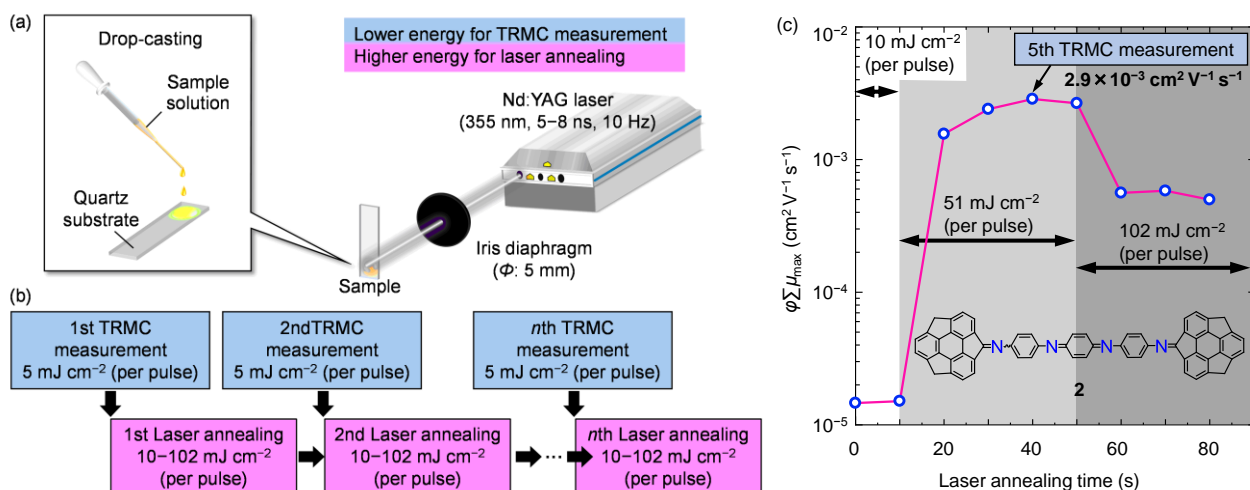 (a)
Drop-casting
Sample
solution
Quartz
substrate
Lower energy for TRMC measurement
Higher energy for laser annealing
Nd:YAG laser
(355 nm, 5–8 ns, 10 Hz)
Iris diaphragm
(Φ: 5 mm)
Sample
(b)
1st TRMC
measurement
5 mJ cm−2 (per pulse)
2ndTRMC
measurement
5 mJ cm−2 (per pulse)
nth TRMC
measurement
5 mJ cm−2 (per pulse)
1st Laser annealing
10–102 mJ cm−2
(per pulse)
2nd Laser annealing
10–102 mJ cm−2
(per pulse)
...
nth Laser annealing
10–102 mJ cm−2
(per pulse)
(c)
10 mJ cm−2
(per pulse)
5th TRMC measurement
2.9×10−3 cm2 V−1 s−1
51 mJ cm−2
(per pulse)
102 mJ cm−2
(per pulse)
N N N N
2
φ∑μmax (cm2 V−1 s−1)
10−2
10−3
10−4
10−5
0 20 40 60 80
Laser annealing time (s)